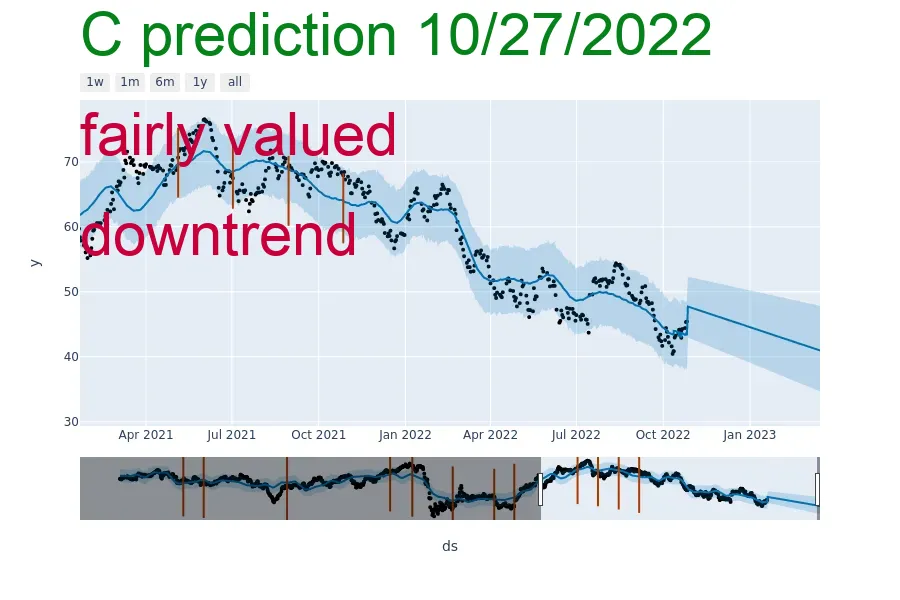 C prediction 10/27/2022
1w 1m 6m 1y all
fairly valued
downtrend
70
60
50
40
30
y
Apr 2021 Jul 2021 Oct 2021 Jan 2022 Apr 2022 Jul 2022 Oct 2022 Jan 2023
ds